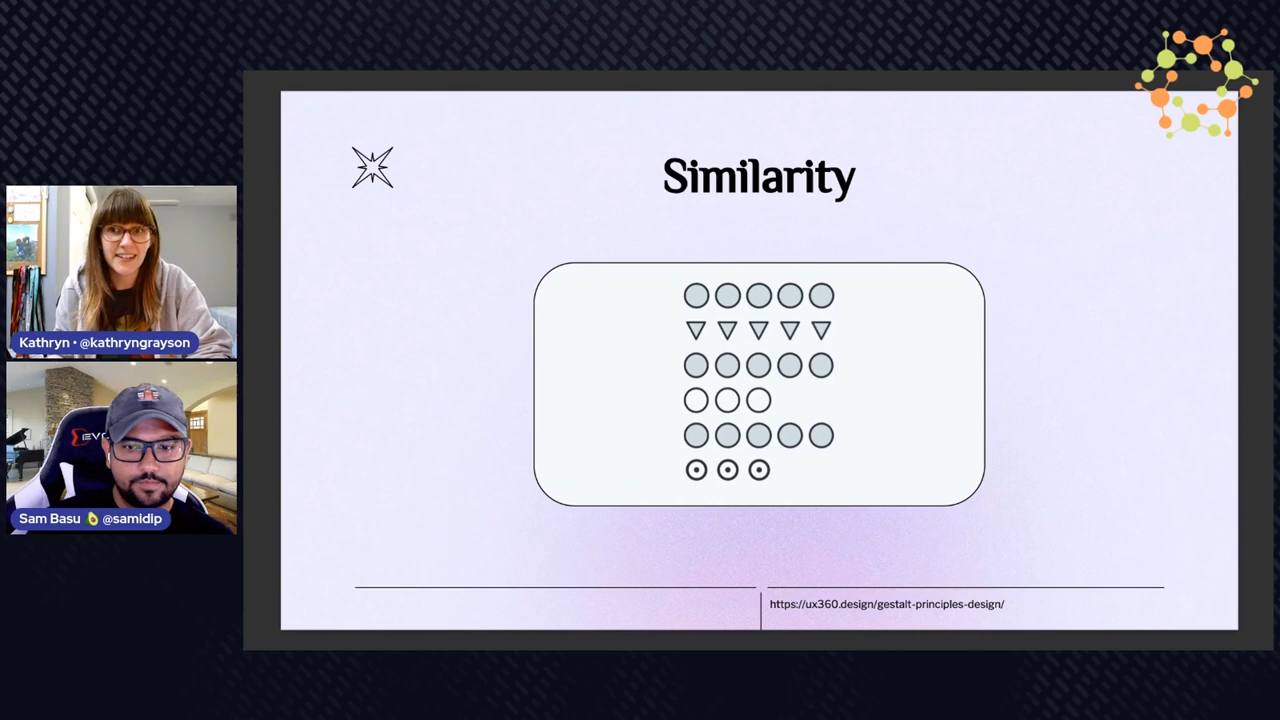 Similarity
Kathryn • @kathryngrayson
Sam Basu 🥑 @samidip
https://ux360.design/gestalt-principles-design/